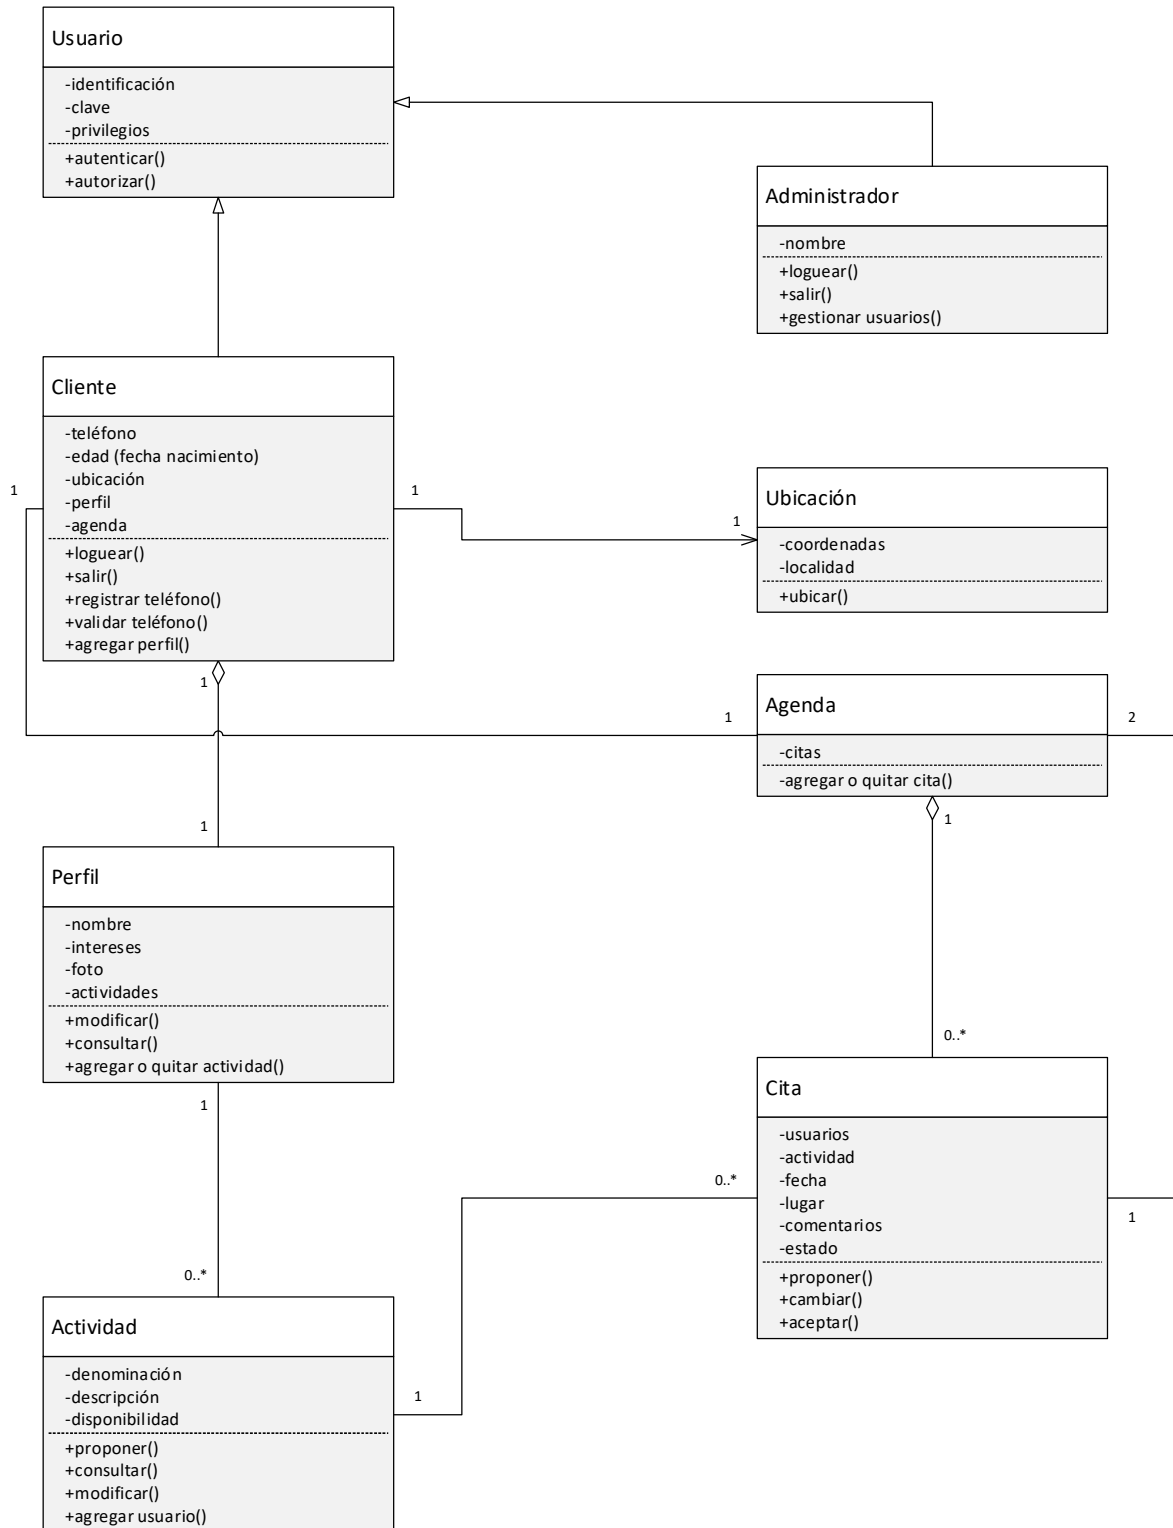 Usuario
-identificación
-clave
-privilegios
+autenticar()
+autorizar()
Administrador
-nombre
+loguear()
+salir()
+gestionar usuarios()
Cliente
-teléfono
-edad (fecha nacimiento)
-ubicación
-perfil
-agenda
+loguear()
+salir()
+registrar teléfono()
+validar teléfono()
+agregar perfil()
1
1
1
Ubicación
-coordenadas
-localidad
+ubicar()
1
1
Agenda
-citas
-agregar o quitar cita()
2
1
1
Perfil
-nombre
-intereses
-foto
-actividades
+modificar()
+consultar()
+agregar o quitar actividad()
0..*
Cita
-usuarios
-actividad
-fecha
-lugar
-comentarios
-estado
+proponer()
+cambiar()
+aceptar()
1
0..*
1
0..*
Actividad
-denominación
-descripción
-disponibilidad
+proponer()
+consultar()
+modificar()
+agregar usuario()
1